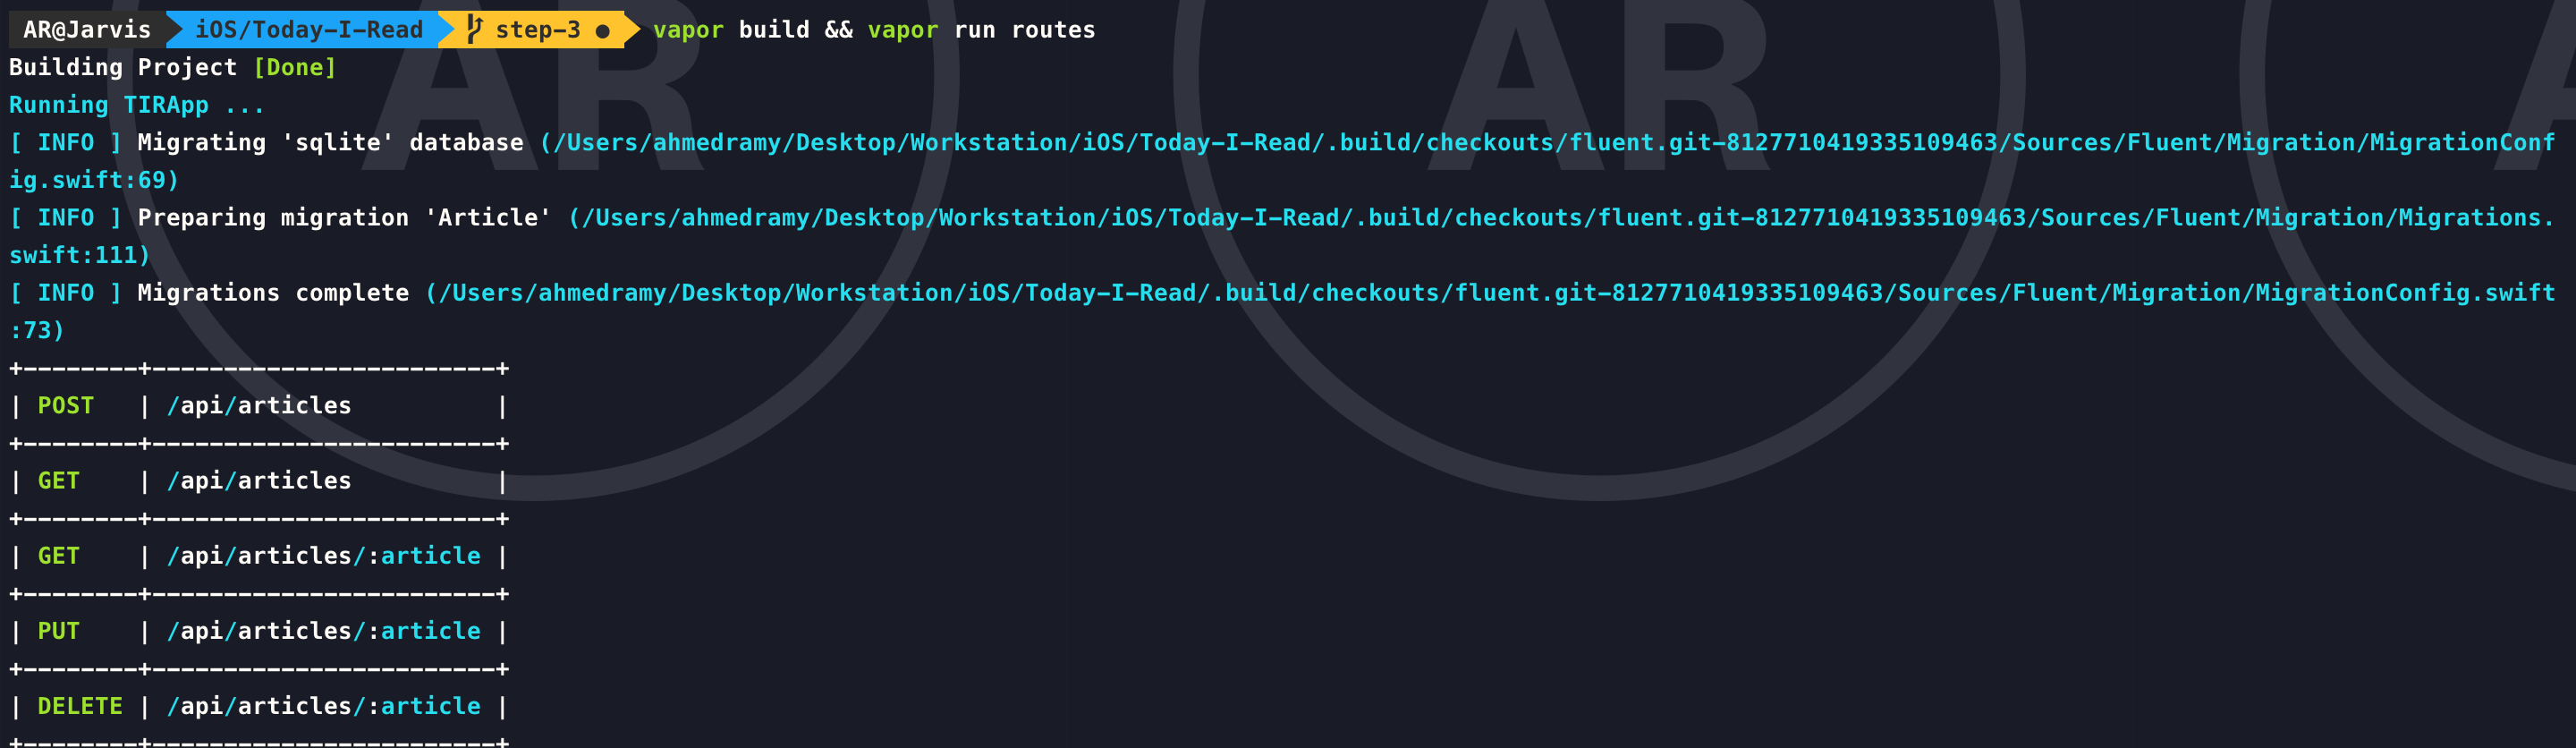 AR@Jarvis iOS/Today-I-Read step-3 ● vapor build && vapor run routes
Building Project [Done]
Running TIRApp ...
[ INFO ] Migrating 'sqlite' database (/Users/ahmedramy/Desktop/Workstation/iOS/Today-I-Read/.build/checkouts/fluent.git-8127710419335109463/Sources/Fluent/Migration/MigrationConf
ig.swift:69)
[ INFO ] Preparing migration 'Article' (/Users/ahmedramy/Desktop/Workstation/iOS/Today-I-Read/.build/checkouts/fluent.git-8127710419335109463/Sources/Fluent/Migration/Migrations.
swift:111)
[ INFO ] Migrations complete (/Users/ahmedramy/Desktop/Workstation/iOS/Today-I-Read/.build/checkouts/fluent.git-8127710419335109463/Sources/Fluent/Migration/MigrationConfig.swift
:73)
+--------+------------------------+
| POST   | /api/articles          |
+--------+------------------------+
| GET    | /api/articles          |
+--------+------------------------+
| GET    | /api/articles/:article |
+--------+------------------------+
| PUT    | /api/articles/:article |
+--------+------------------------+
| DELETE | /api/articles/:article |
+--------+------------------------+
AR
AR
A